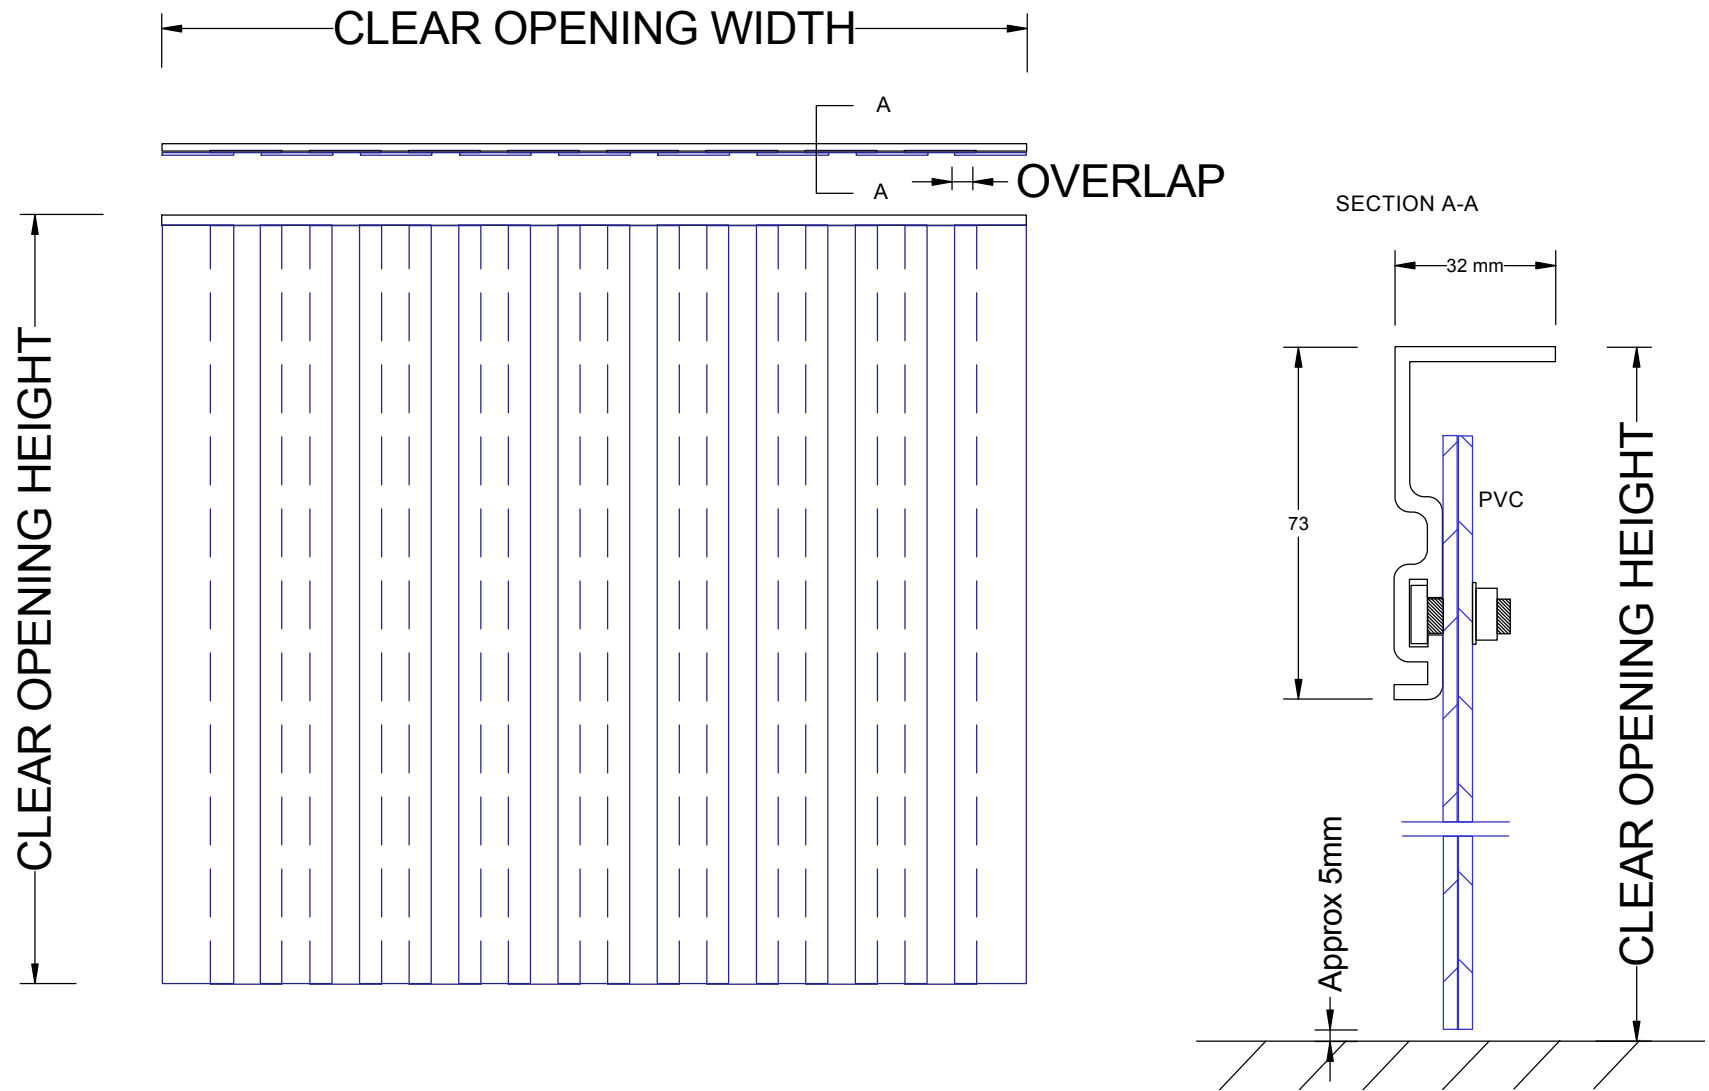 CLEAR OPENING WIDTH
A
A
OVERLAP
CLEAR OPENING HEIGHT
SECTION A-A
32 mm
73
PVC
CLEAR OPENING HEIGHT
Approx 5mm